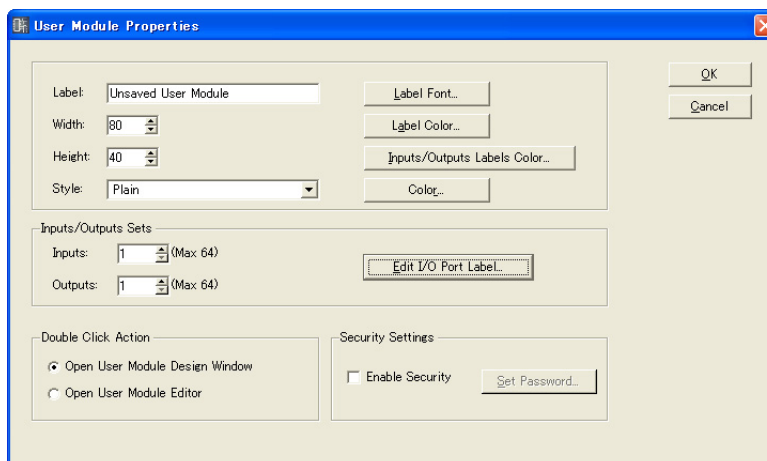 User Module Properties
Label: Unsaved User Module Label Font... OK
Width: 80 Label Color... Cancel
Height: 40 Inputs/Outputs Labels Color...
Style: Plain Color...
Inputs/Outputs Sets
Inputs: 1 (Max 64)
Edit I/O Port Label...
Outputs: 1 (Max 64)
Double Click Action Security Settings
Open User Module Design Window Enable Security Set Password...
Open User Module Editor